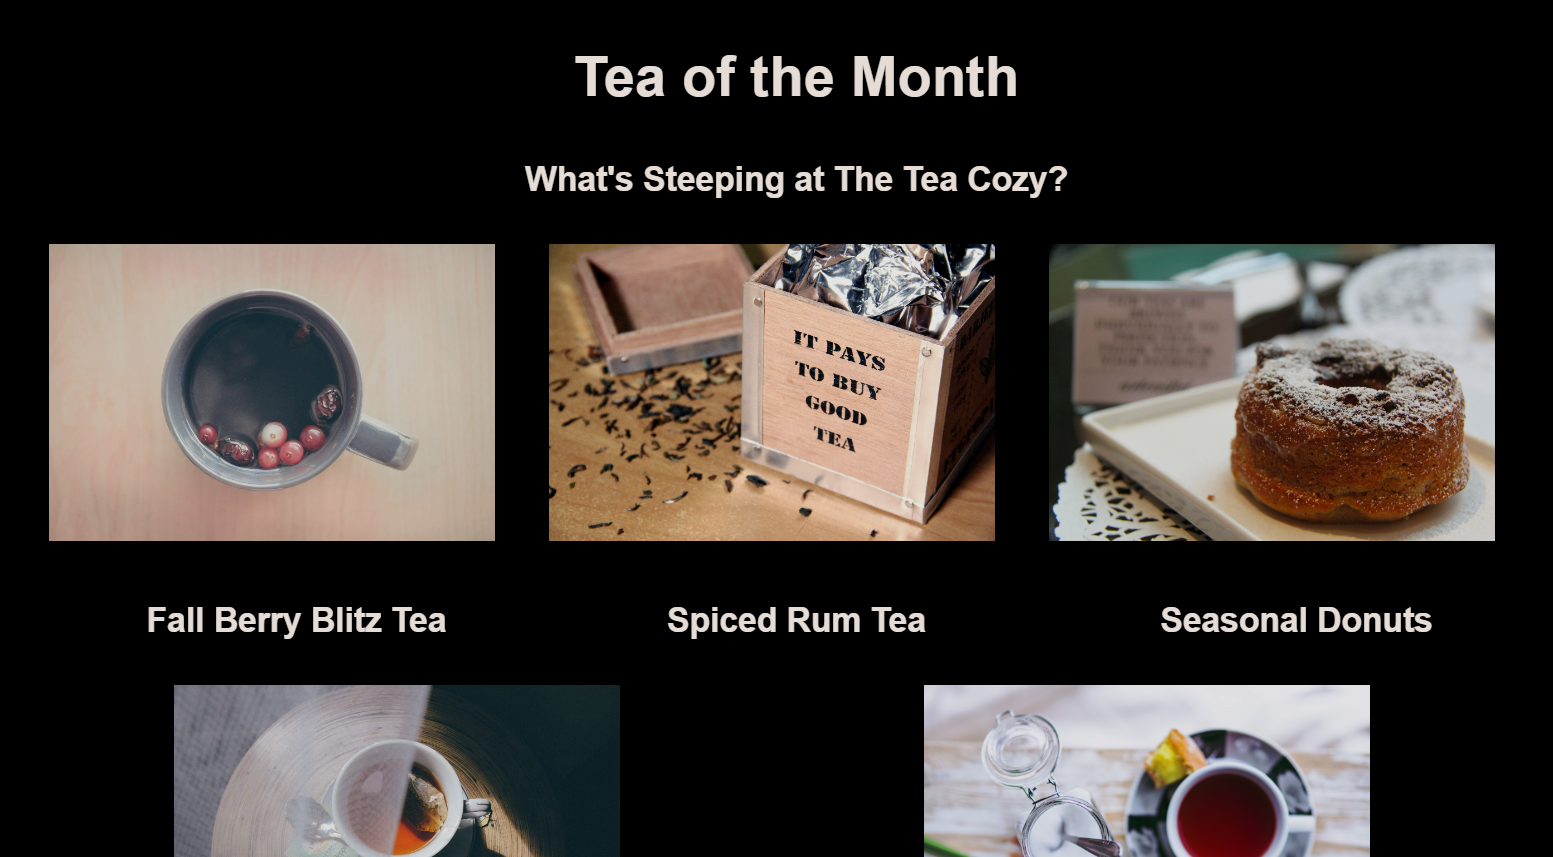 Tea of the Month
What's Steeping at The Tea Cozy?
IT PAYS
TO BUY
GOOD
TEA
Fall Berry Blitz Tea
Spiced Rum Tea
Seasonal Donuts